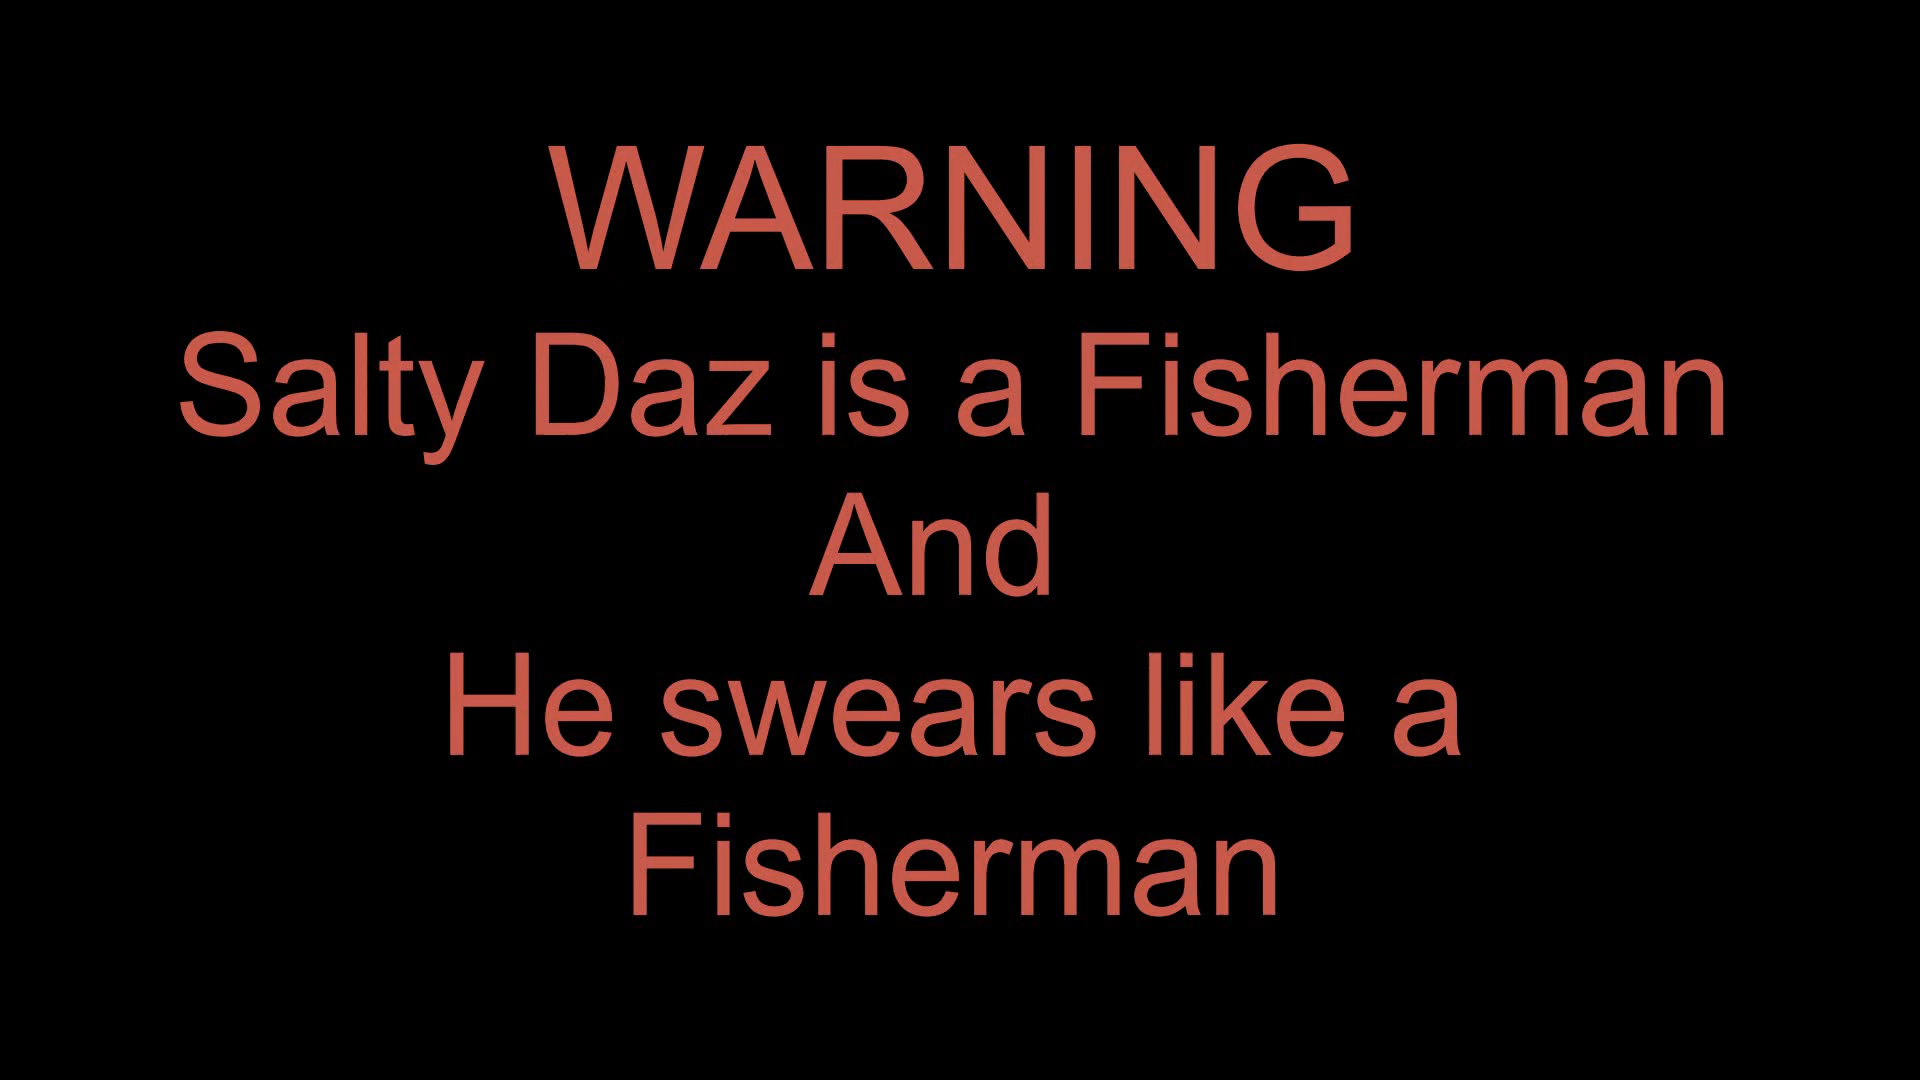 WARNING
Salty Daz is a Fisherman
And
He swears like a
Fisherman